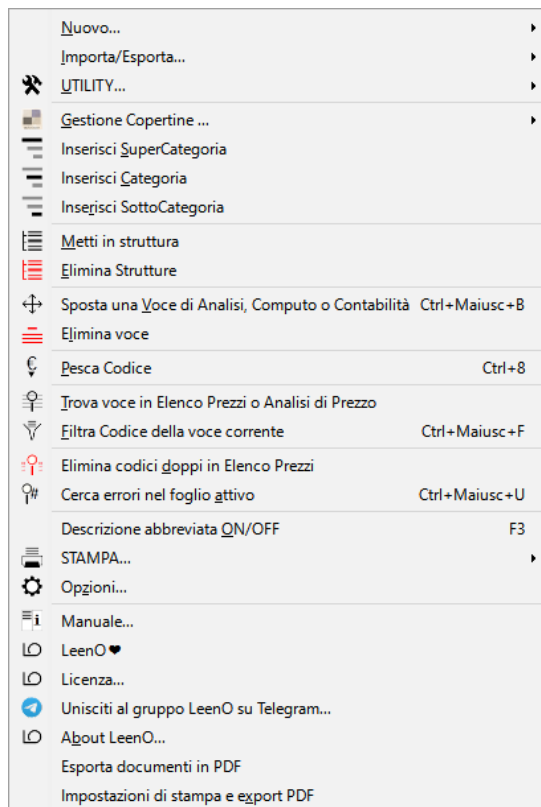 Nuovo...
Importa/Esporta...
UTILITY...
Gestione Copertine ...
Inserisci SuperCategoria
Inserisci Categoria
Inserisci SottoCategoria
Metti in struttura
Elimina Strutture
Sposta una Voce di Analisi, Computo o Contabilità Ctrl+Maiusc+B
Elimina voce
Pesca Codice Ctrl+8
Trova voce in Elenco Prezzi o Analisi di Prezzo
Filtra Codice della voce corrente Ctrl+Maiusc+F
Elimina codici doppi in Elenco Prezzi
Cerca errori nel foglio attivo Ctrl+Maiusc+U
Descrizione abbreviata ON/OFF F3
STAMPA...
Opzioni...
Manuale...
LeenO♥
Licenza...
Unisciti al gruppo LeenO su Telegram...
About LeenO...
Esporta documenti in PDF
Impostazioni di stampa e export PDF